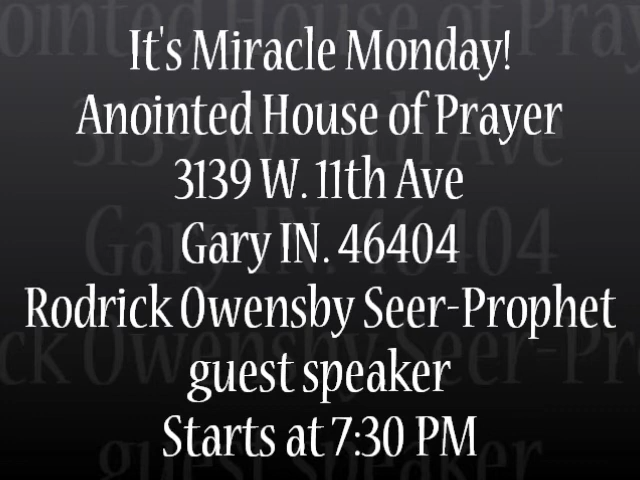 It's Miracle Monday!
Anointed House of Prayer
3139 W. 11th Ave
Gary IN. 46404
Rodrick Owensby Seer-Prophet
guest speaker
Starts at 7:30 PM